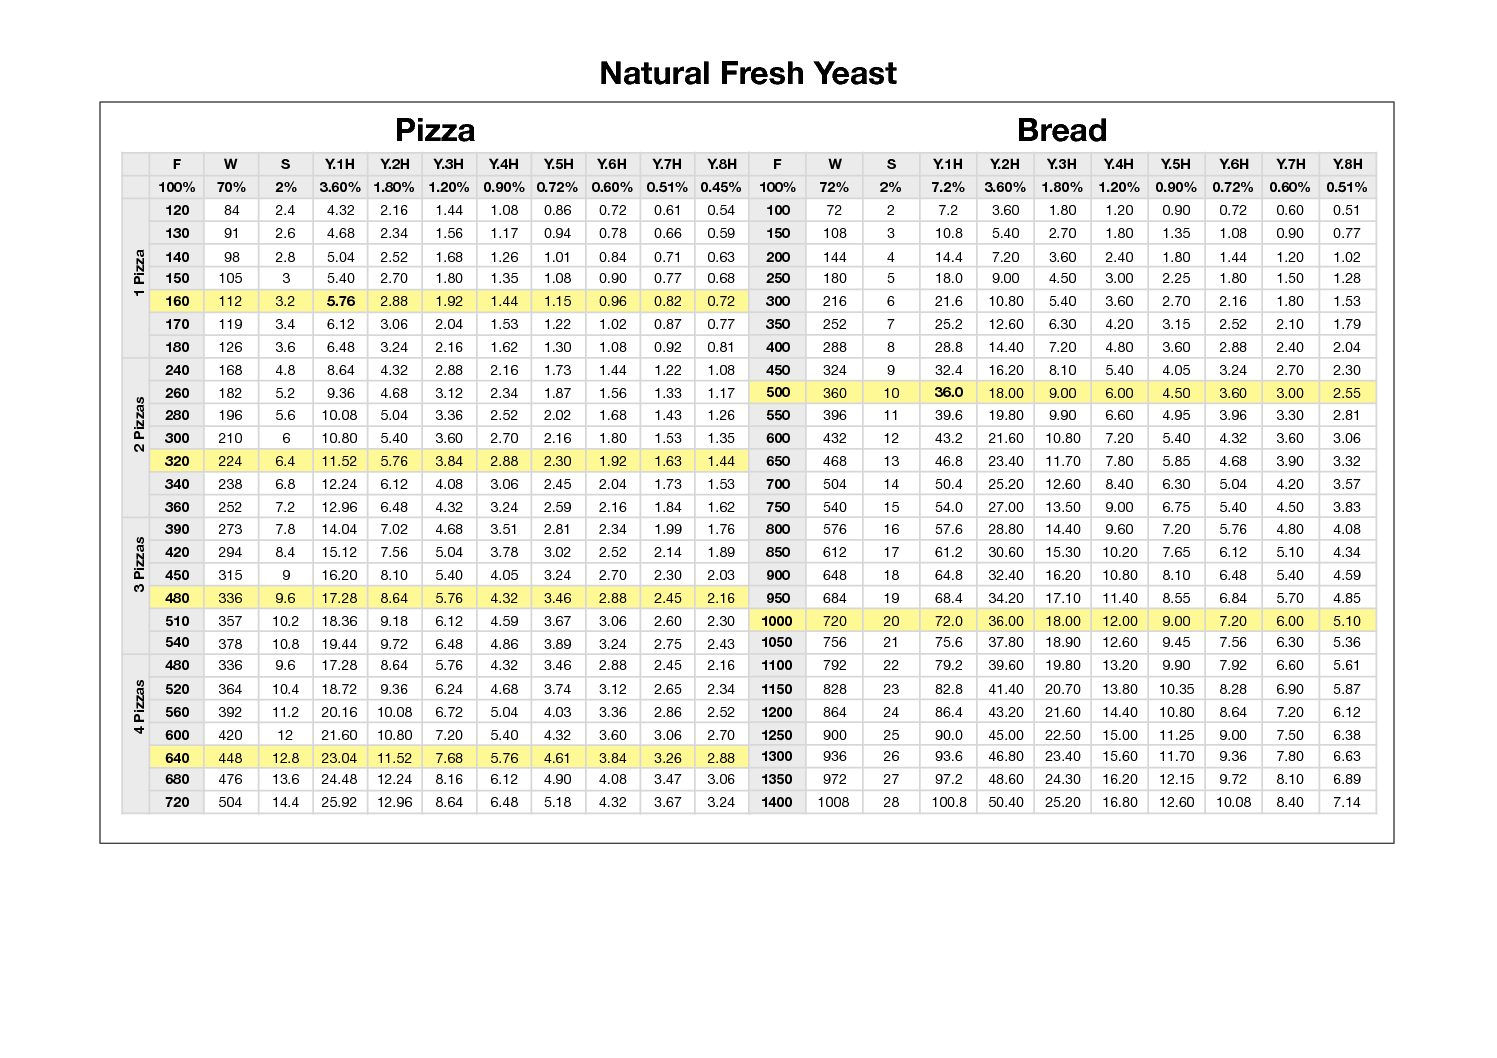 Natural Fresh Yeast
Pizza Bread
F W S Y.1H Y.2H Y.3H Y.4H Y.5H Y.6H Y.7H Y.8H F W S Y.1H Y.2H Y.3H Y.4H Y.5H Y.6H Y.7H Y.8H
100% 70% 2% 3.60% 1.80% 1.20% 0.90% 0.72% 0.60% 0.51% 0.45% 100% 72% 2% 7.2% 3.60% 1.80% 1.20% 0.90% 0.72% 0.60% 0.51%
1 Pizza
120 84 2.4 4.32 2.16 1.44 1.08 0.86 0.72 0.61 0.54 100 72 2 7.2 3.60 1.80 1.20 0.90 0.72 0.60 0.51
130 91 2.6 4.68 2.34 1.56 1.17 0.94 0.78 0.66 0.59 150 108 3 10.8 5.40 2.70 1.80 1.35 1.08 0.90 0.77
140 98 2.8 5.04 2.52 1.68 1.26 1.01 0.84 0.71 0.63 200 144 4 14.4 7.20 3.60 2.40 1.80 1.44 1.20 1.02
150 105 3 5.40 2.70 1.80 1.35 1.08 0.90 0.77 0.68 250 180 5 18.0 9.00 4.50 3.00 2.25 1.80 1.50 1.28
160 112 3.2 5.76 2.88 1.92 1.44 1.15 0.96 0.82 0.72 300 216 6 21.6 10.80 5.40 3.60 2.70 2.16 1.80 1.53
170 119 3.4 6.12 3.06 2.04 1.53 1.22 1.02 0.87 0.77 350 252 7 25.2 12.60 6.30 4.20 3.15 2.52 2.10 1.79
180 126 3.6 6.48 3.24 2.16 1.62 1.30 1.08 0.92 0.81 400 288 8 28.8 14.40 7.20 4.80 3.60 2.88 2.40 2.04
2 Pizzas
240 168 4.8 8.64 4.32 2.88 2.16 1.73 1.44 1.22 1.08 450 324 9 32.4 16.20 8.10 5.40 4.05 3.24 2.70 2.30
260 182 5.2 9.36 4.68 3.12 2.34 1.87 1.56 1.33 1.17 500 360 10 36.0 18.00 9.00 6.00 4.50 3.60 3.00 2.55
280 196 5.6 10.08 5.04 3.36 2.52 2.02 1.68 1.43 1.26 550 396 11 39.6 19.80 9.90 6.60 4.95 3.96 3.30 2.81
300 210 6 10.80 5.40 3.60 2.70 2.16 1.80 1.53 1.35 600 432 12 43.2 21.60 10.80 7.20 5.40 4.32 3.60 3.06
320 224 6.4 11.52 5.76 3.84 2.88 2.30 1.92 1.63 1.44 650 468 13 46.8 23.40 11.70 7.80 5.85 4.68 3.90 3.32
340 238 6.8 12.24 6.12 4.08 3.06 2.45 2.04 1.73 1.53 700 504 14 50.4 25.20 12.60 8.40 6.30 5.04 4.20 3.57
360 252 7.2 12.96 6.48 4.32 3.24 2.59 2.16 1.84 1.62 750 540 15 54.0 27.00 13.50 9.00 6.75 5.40 4.50 3.83
3 Pizzas
390 273 7.8 14.04 7.02 4.68 3.51 2.81 2.34 1.99 1.76 800 576 16 57.6 28.80 14.40 9.60 7.20 5.76 4.80 4.08
420 294 8.4 15.12 7.56 5.04 3.78 3.02 2.52 2.14 1.89 850 612 17 61.2 30.60 15.30 10.20 7.65 6.12 5.10 4.34
450 315 9 16.20 8.10 5.40 4.05 3.24 2.70 2.30 2.03 900 648 18 64.8 32.40 16.20 10.80 8.10 6.48 5.40 4.59
480 336 9.6 17.28 8.64 5.76 4.32 3.46 2.88 2.45 2.16 950 684 19 68.4 34.20 17.10 11.40 8.55 6.84 5.70 4.85
510 357 10.2 18.36 9.18 6.12 4.59 3.67 3.06 2.60 2.30 1000 720 20 72.0 36.00 18.00 12.00 9.00 7.20 6.00 5.10
540 378 10.8 19.44 9.72 6.48 4.86 3.89 3.24 2.75 2.43 1050 756 21 75.6 37.80 18.90 12.60 9.45 7.56 6.30 5.36
4 Pizzas
480 336 9.6 17.28 8.64 5.76 4.32 3.46 2.88 2.45 2.16 1100 792 22 79.2 39.60 19.80 13.20 9.90 7.92 6.60 5.61
520 364 10.4 18.72 9.36 6.24 4.68 3.74 3.12 2.65 2.34 1150 828 23 82.8 41.40 20.70 13.80 10.35 8.28 6.90 5.87
560 392 11.2 20.16 10.08 6.72 5.04 4.03 3.36 2.86 2.52 1200 864 24 86.4 43.20 21.60 14.40 10.80 8.64 7.20 6.12
600 420 12 21.60 10.80 7.20 5.40 4.32 3.60 3.06 2.70 1250 900 25 90.0 45.00 22.50 15.00 11.25 9.00 7.50 6.38
640 448 12.8 23.04 11.52 7.68 5.76 4.61 3.84 3.26 2.88 1300 936 26 93.6 46.80 23.40 15.60 11.70 9.36 7.80 6.63
680 476 13.6 24.48 12.24 8.16 6.12 4.90 4.08 3.47 3.06 1350 972 27 97.2 48.60 24.30 16.20 12.15 9.72 8.10 6.89
720 504 14.4 25.92 12.96 8.64 6.48 5.18 4.32 3.67 3.24 1400 1008 28 100.8 50.40 25.20 16.80 12.60 10.08 8.40 7.14